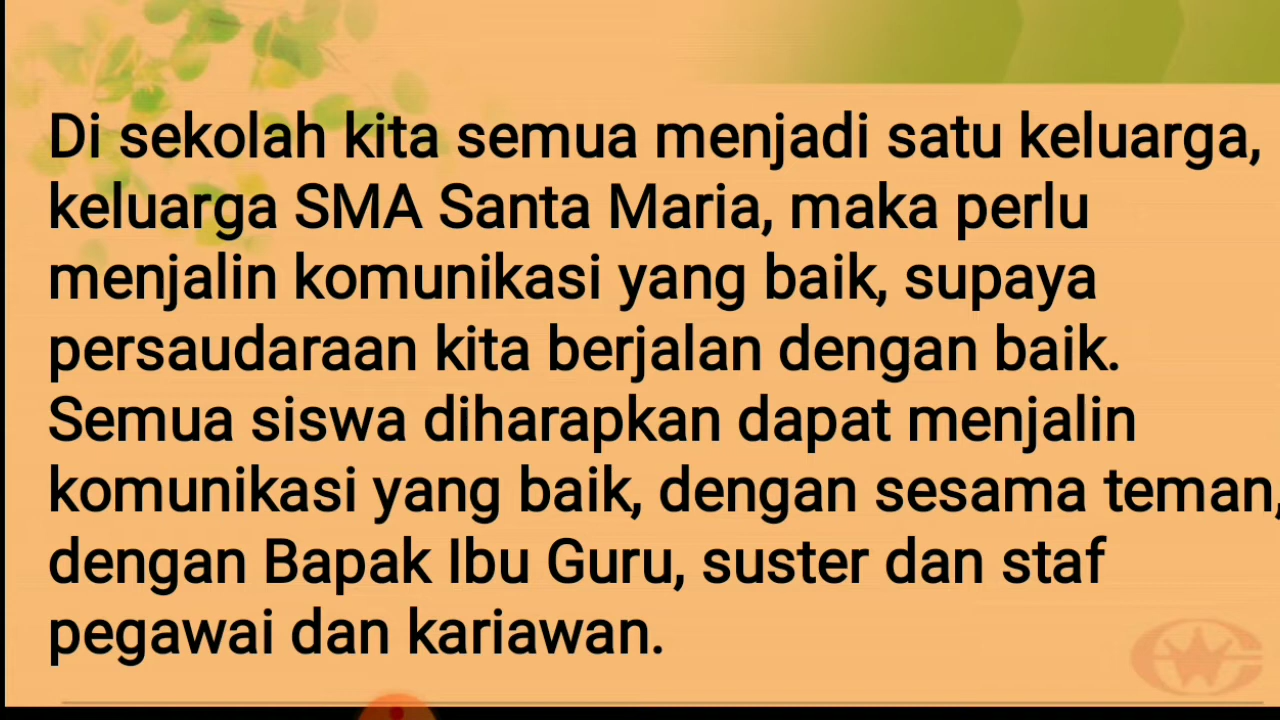 Di sekolah kita semua menjadi satu keluarga,
keluarga SMA Santa Maria, maka perlu
menjalin komunikasi yang baik, supaya
persaudaraan kita berjalan dengan baik.
Semua siswa diharapkan dapat menjalin
komunikasi yang baik, dengan sesama teman,
dengan Bapak Ibu Guru, suster dan staf
pegawai dan kariawan.